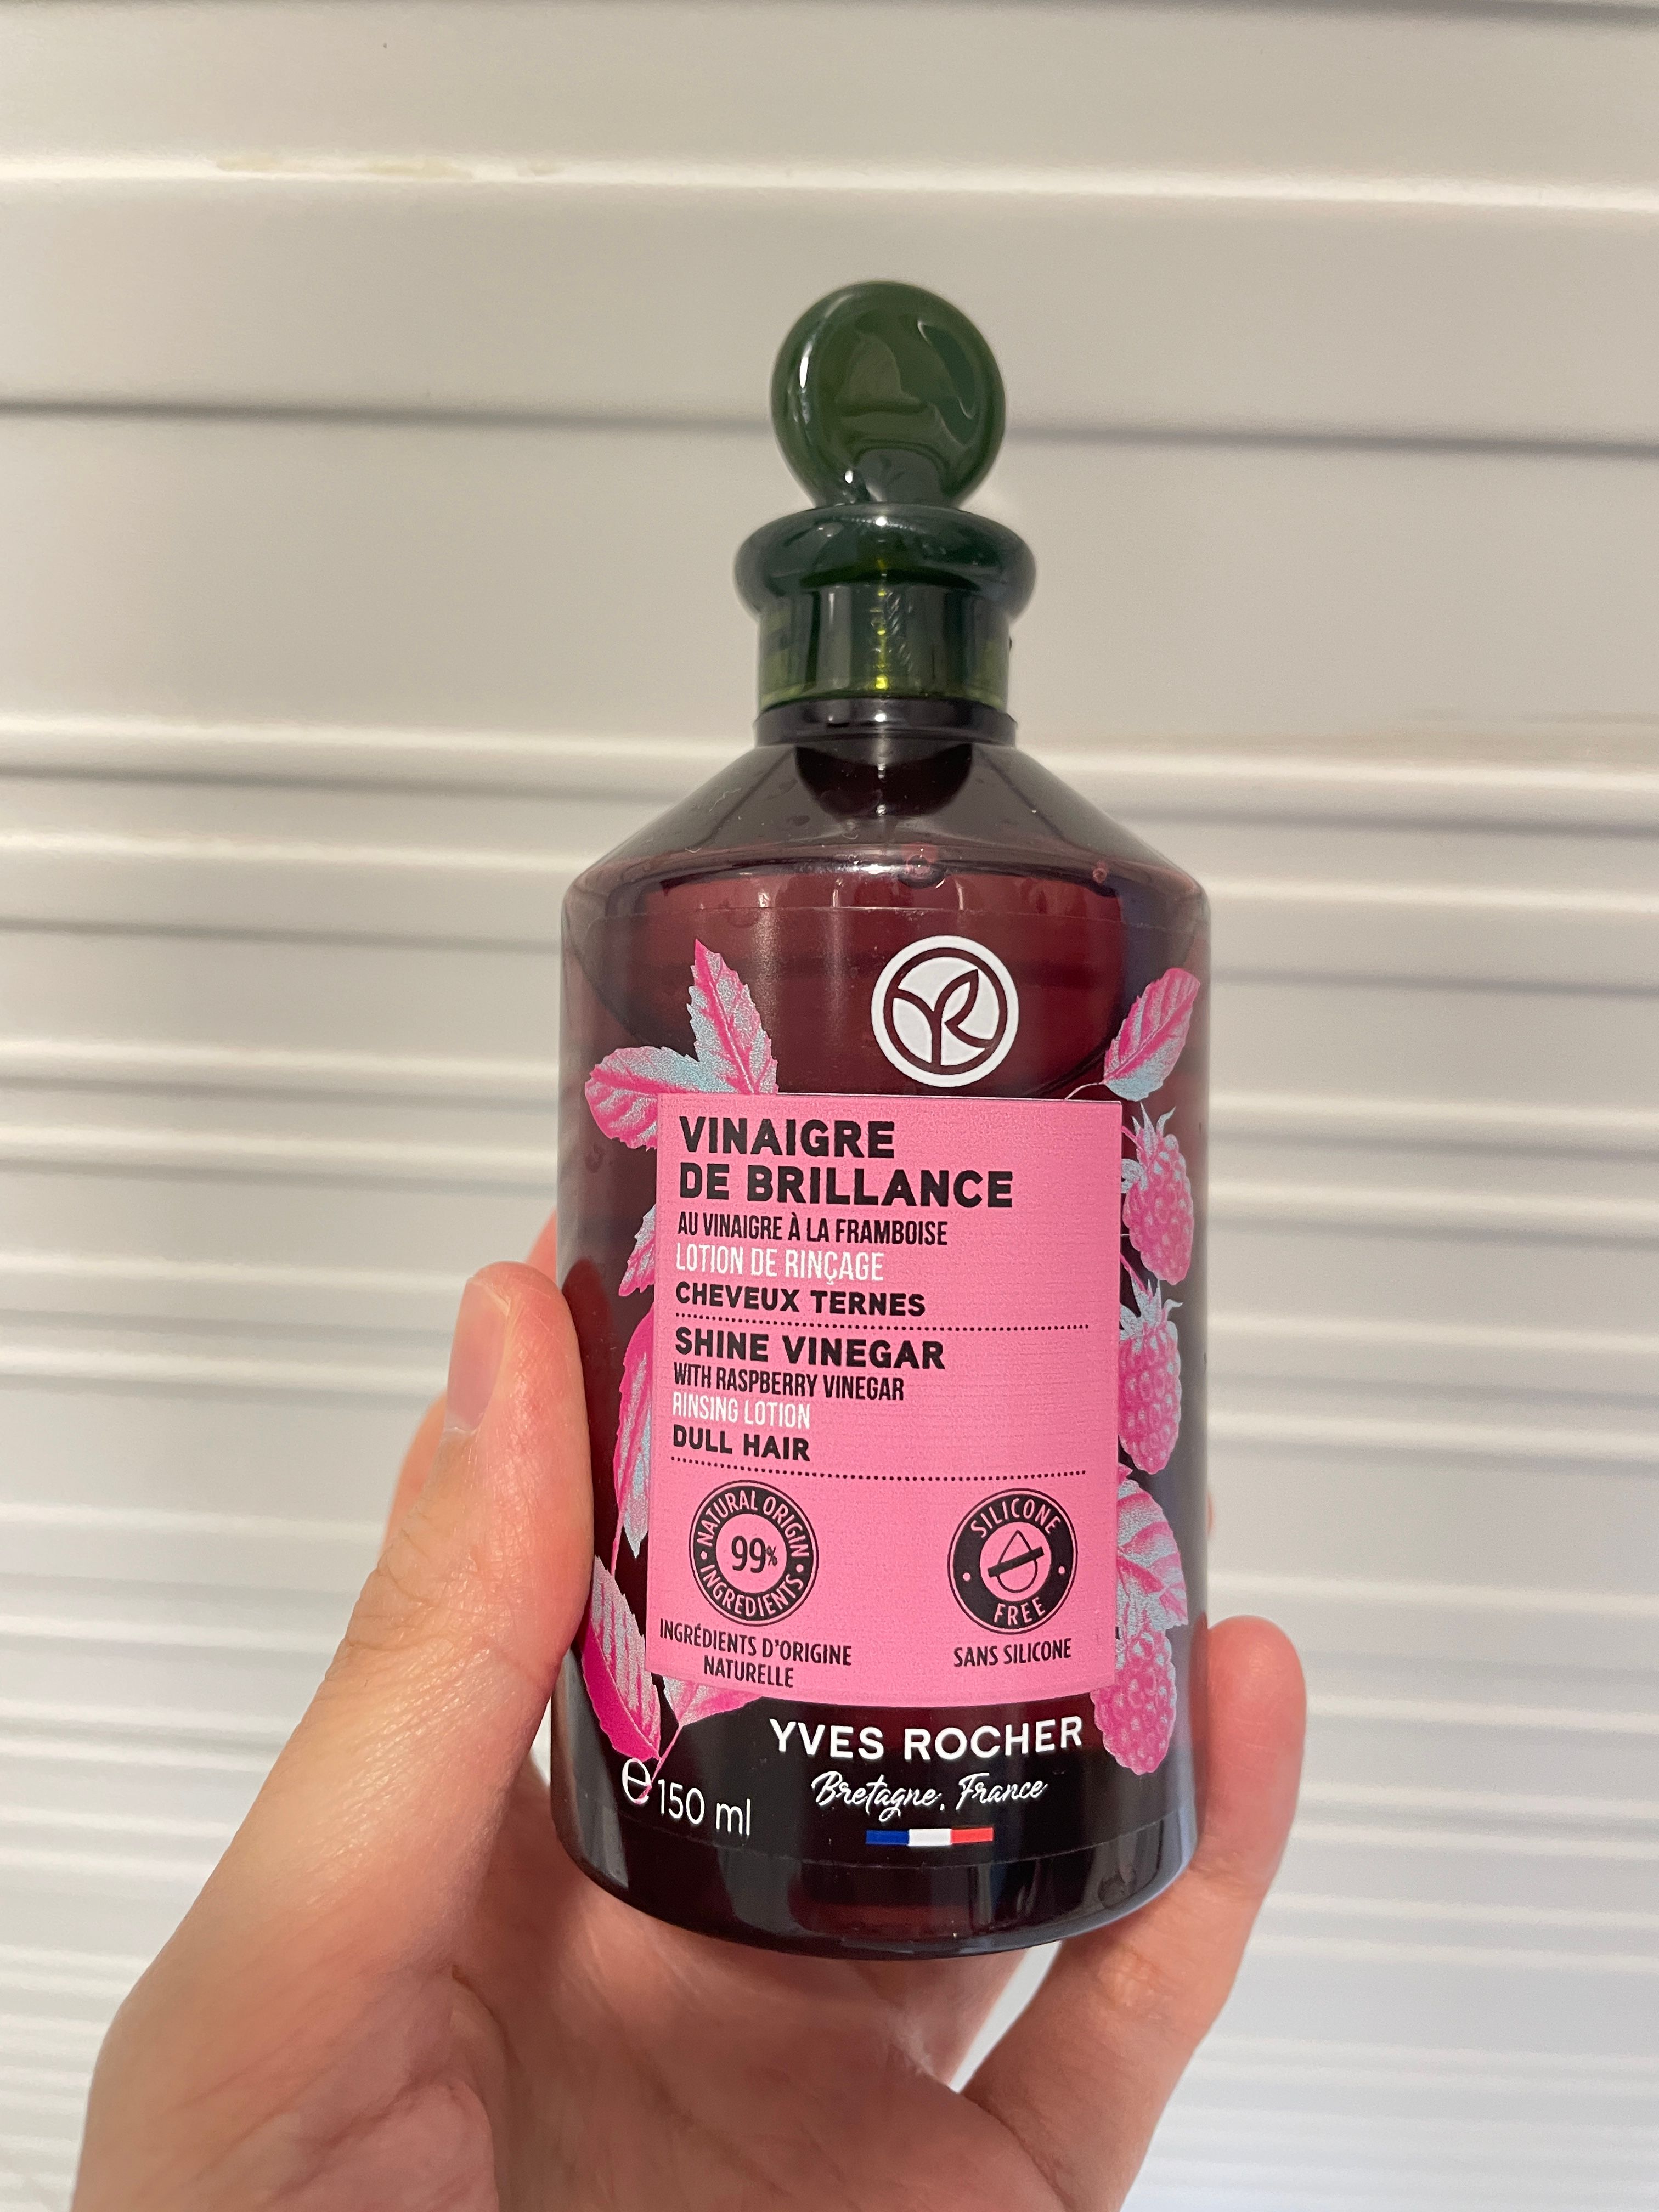 VINAIGRE
DE BRILLANCE
AU VINAIGRE À LA FRAMBOISE
LOTION DE RINÇAGE
CHEVEUX TERNES
SHINE VINEGAR
WITH RASPBERRY VINEGAR
RINSING LOTION
DULL HAIR
NATURAL ORIGIN
99%
INGREDIENTS
INGRÉDIENTS D'ORIGINE
NATURELLE
SILICONE
FREE
SANS SILICONE
YVES ROCHER
Bretagne, France
℮ 150 ml